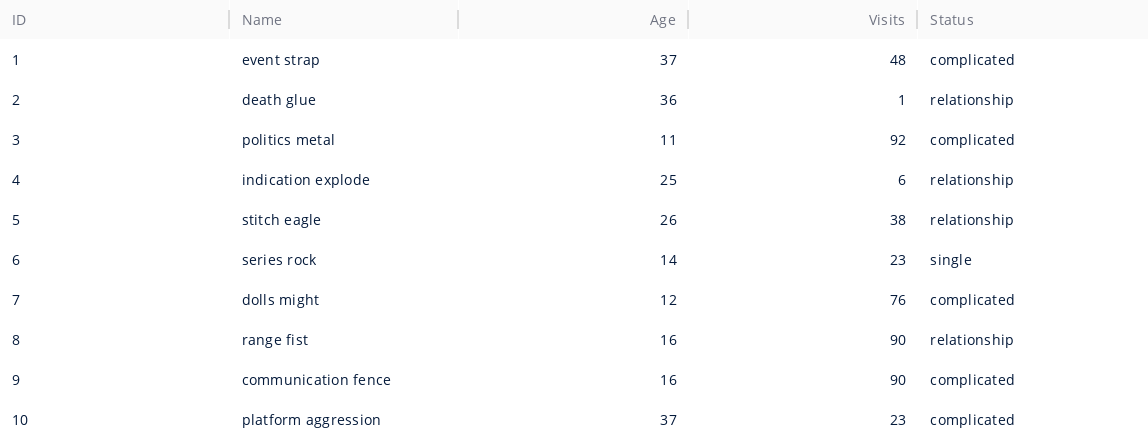 ID Name Age Visits Status
1 event strap 37 48 complicated
2 death glue 36 1 relationship
3 politics metal 11 92 complicated
4 indication explode 25 6 relationship
5 stitch eagle 26 38 relationship
6 series rock 14 23 single
7 dolls might 12 76 complicated
8 range fist 16 90 relationship
9 communication fence 16 90 complicated
10 platform aggression 37 23 complicated